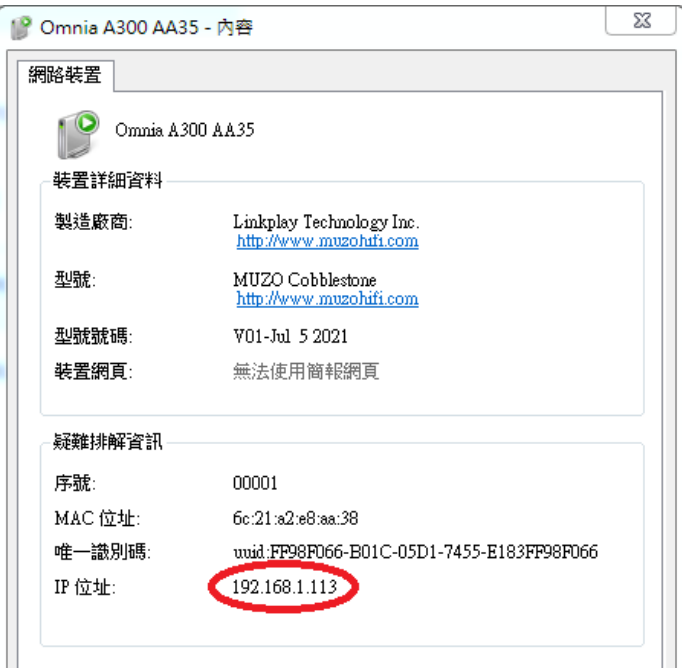 Omnia A300 AA35 - 內容
網路裝置
Omnia A300 AA35
裝置詳細資料
製造廠商: Linkplay Technology Inc.
http://www.muzohifi.com
型號: MUZO Cobblestone
http://www.muzohifi.com
型號號碼: V01-Jul 5 2021
裝置網頁: 無法使用簡報網頁
疑難排解資訊
序號: 00001
MAC 位址: 6c:21:a2:e8:aa:38
唯一識別碼: uuid:FF98F066-B01C-05D1-7455-E183FF98F066
IP 位址: 192.168.1.113